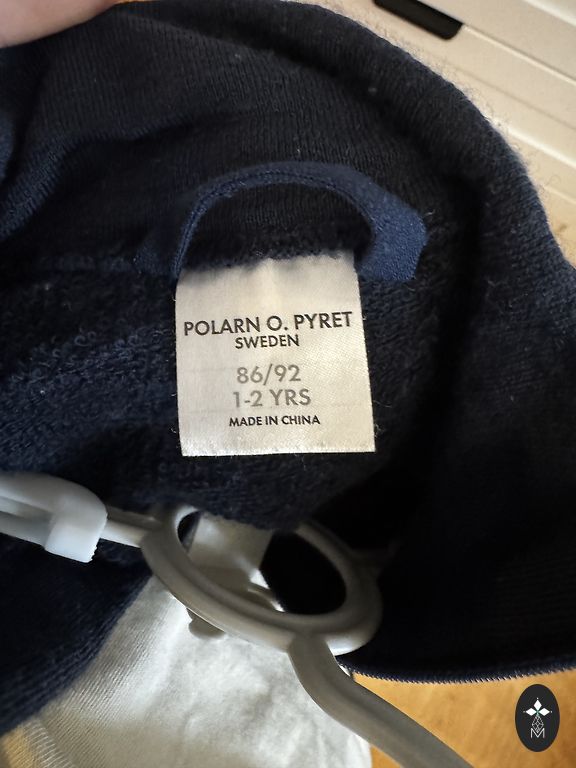 POLARN O. PYRET
SWEDEN
86/92
1-2 YRS
MADE IN CHINA